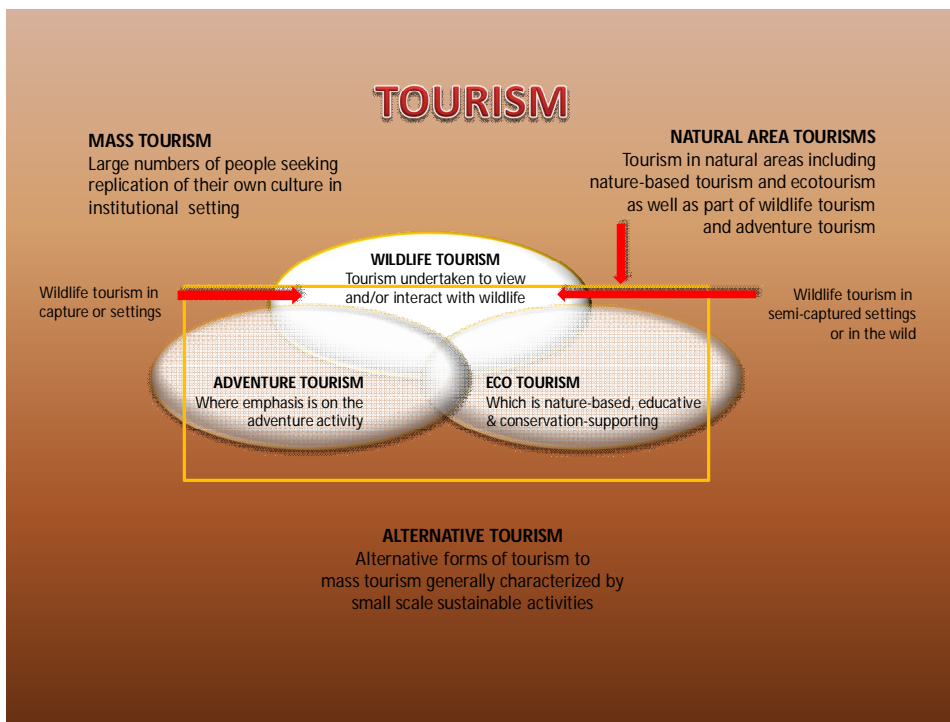 TOURISM
MASS TOURISM
Large numbers of people seeking
replication of their own culture in
institutional setting
NATURAL AREA TOURISMS
Tourism in natural areas including
nature-based tourism and ecotourism
as well as part of wildlife tourism
and adventure tourism
WILDLIFE TOURISM
Tourism undertaken to view
and/or interact with wildlife
Wildlife tourism in
capture or settings
Wildlife tourism in
semi-captured settings
or in the wild
ADVENTURE TOURISM
Where emphasis is on the
adventure activity
ECO TOURISM
Which is nature-based, educative
& conservation-supporting
ALTERNATIVE TOURISM
Alternative forms of tourism to
mass tourism generally characterized by
small scale sustainable activities